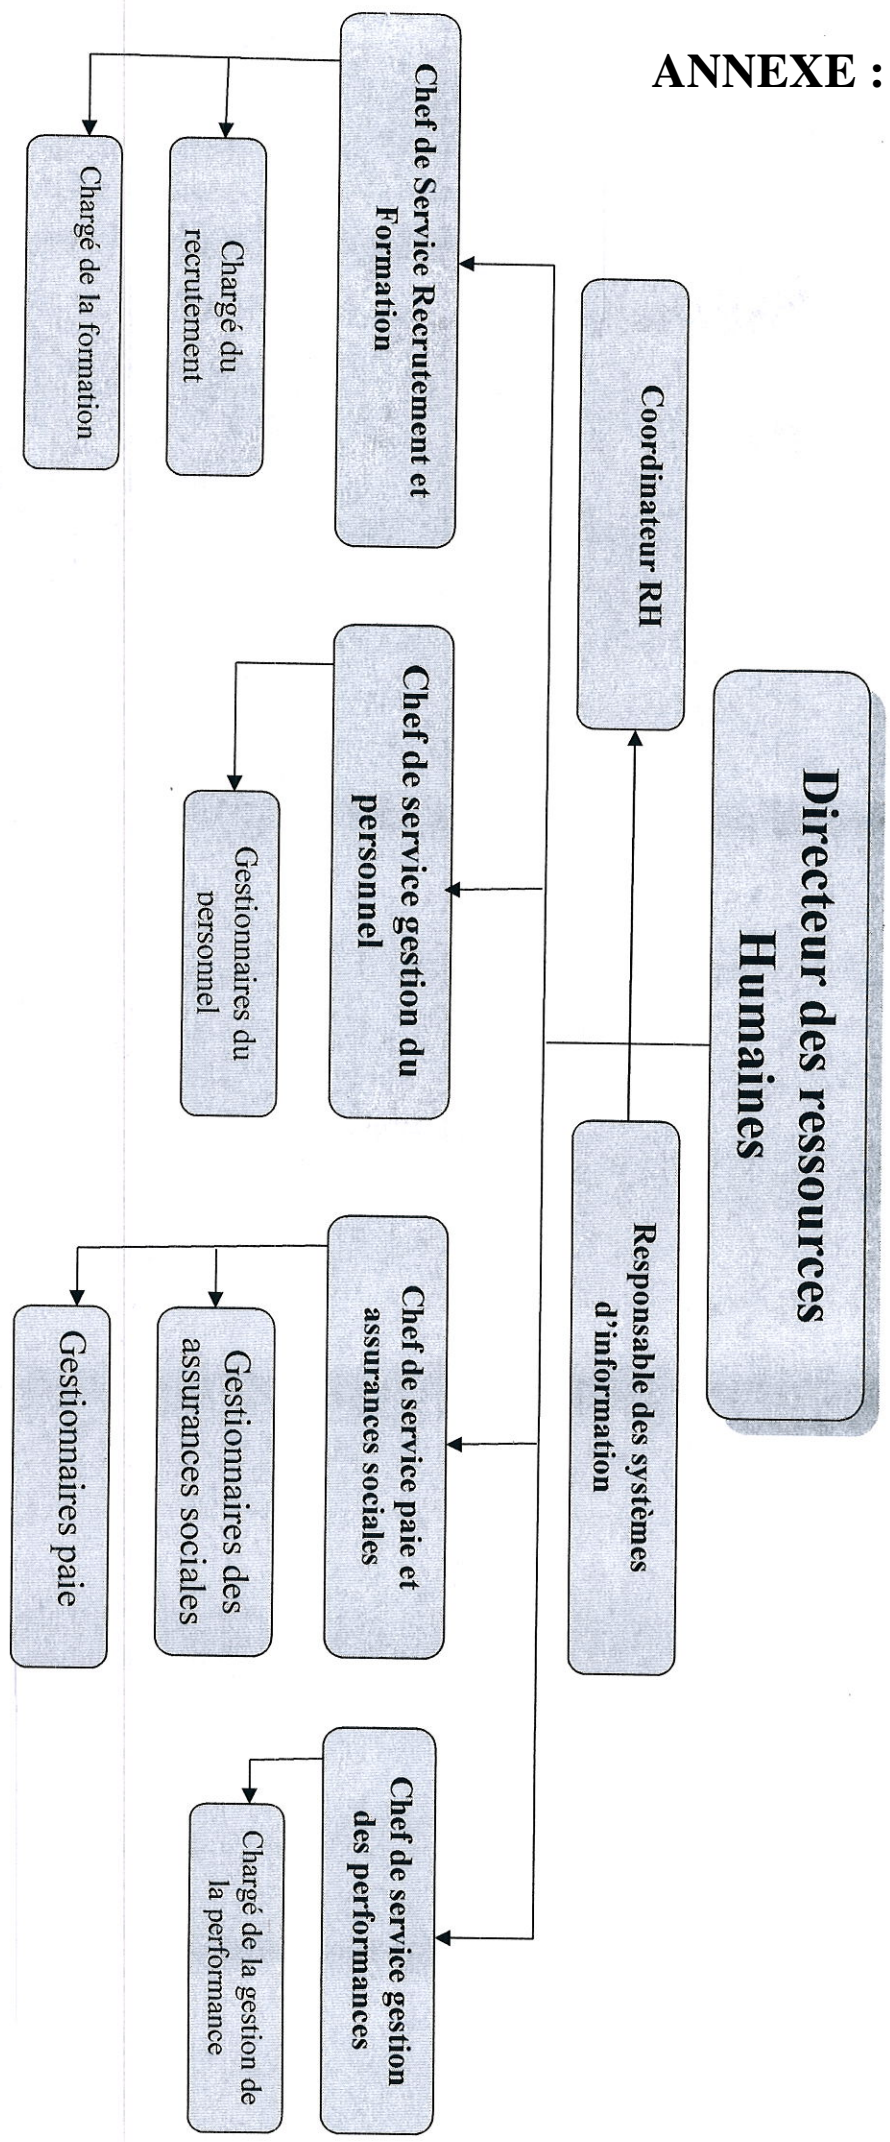 ANNEXE :
Directeur des ressources
Humaines
Coordinateur RH
Responsable des systèmes
d'information
Chef de Service Recrutement et
Formation
Chargé du
recrutement
Chargé de la formation
Chef de service gestion du
personnel
Gestionnaires du
personnel
Chef de service paie et
assurances sociales
Gestionnaires des
assurances sociales
Gestionnaires paie
Chef de service gestion
des performances
Chargé de la gestion de
la performance